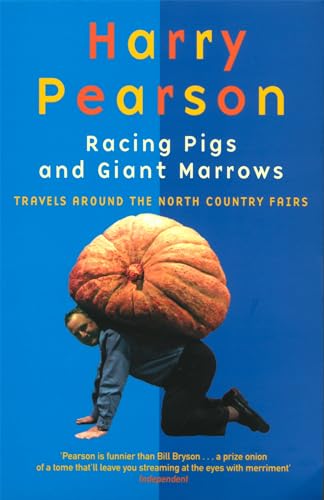 Harry
Pearson
Racing Pigs
and Giant Marrows
TRAVELS AROUND THE NORTH COUNTRY FAIRS
'Pearson is funnier than Bill Bryson . . . a prize onion
of a tome that'll leave you streaming at the eyes with merriment'
Independent